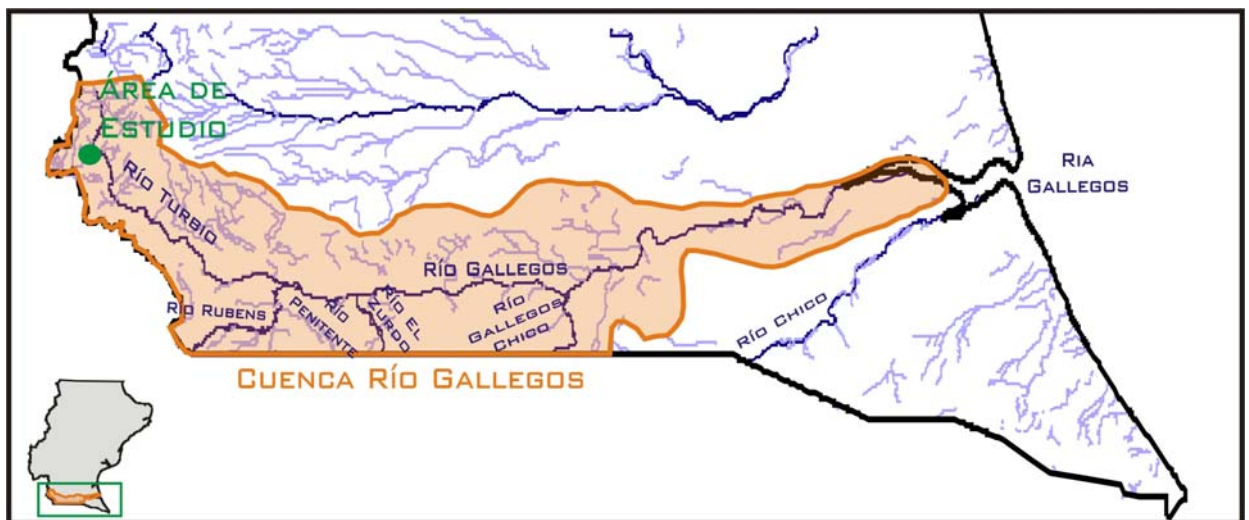 ÁREA DE
ESTUDIO
RÍO TURBIO
RIA
GALLEGOS
RÍO GALLEGOS
RÍO RUBENS
RÍO
PENITENTE
RÍO EL
ZURDO
RÍO
GALLEGOS
CHICO
RÍO CHICO
CUENCA RÍO GALLEGOS